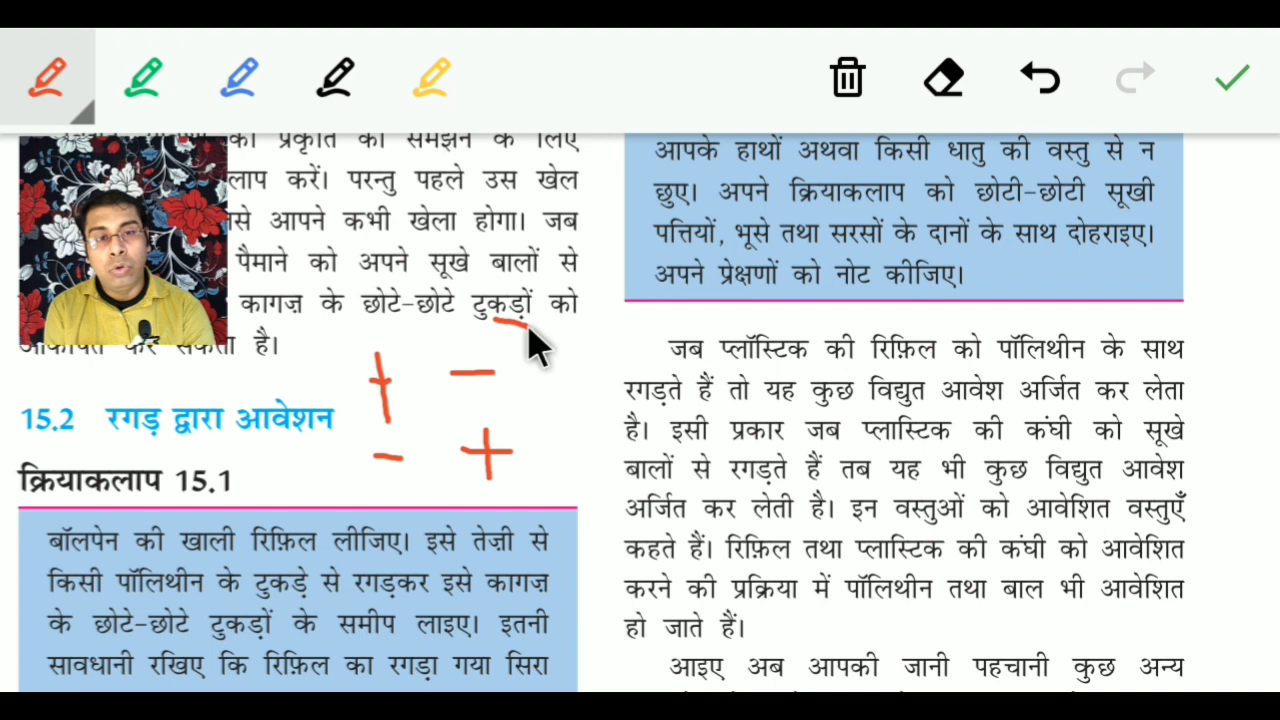 की प्रकृति को समझने के लिए
लाप करें। परन्तु पहले उस खेल
से आपने कभी खेला होगा। जब
पैमाने को अपने सूखे बालों से
कागज़ के छोटे-छोटे टुकड़ों को
आकर्षित कर सकता है।
+ −
− +
15.2 रगड़ द्वारा आवेशन
क्रियाकलाप 15.1
बॉलपेन की खाली रिफ़िल लीजिए। इसे तेज़ी से
किसी पॉलिथीन के टुकड़े से रगड़कर इसे कागज़
के छोटे-छोटे टुकड़ों के समीप लाइए। इतनी
सावधानी रखिए कि रिफ़िल का रगड़ा गया सिरा
आपके हाथों अथवा किसी धातु की वस्तु से न
छुए। अपने क्रियाकलाप को छोटी-छोटी सूखी
पत्तियों, भूसे तथा सरसों के दानों के साथ दोहराइए।
अपने प्रेक्षणों को नोट कीजिए।
जब प्लॉस्टिक की रिफ़िल को पॉलिथीन के साथ
रगड़ते हैं तो यह कुछ विद्युत आवेश अर्जित कर लेता
है। इसी प्रकार जब प्लास्टिक की कंघी को सूखे
बालों से रगड़ते हैं तब यह भी कुछ विद्युत आवेश
अर्जित कर लेती है। इन वस्तुओं को आवेशित वस्तुएँ
कहते हैं। रिफ़िल तथा प्लास्टिक की कंघी को आवेशित
करने की प्रक्रिया में पॉलिथीन तथा बाल भी आवेशित
हो जाते हैं।
आइए अब आपकी जानी पहचानी कुछ अन्य